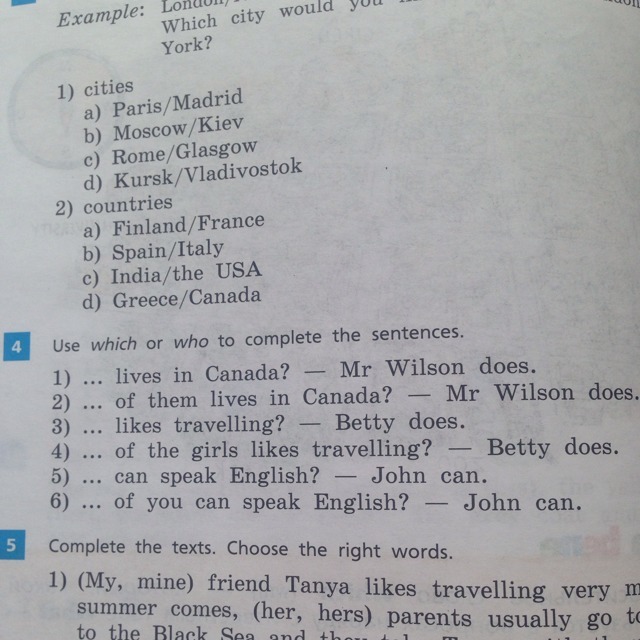 Example: London/
Which city would you
York?
1) cities
a) Paris/Madrid
b) Moscow/Kiev
c) Rome/Glasgow
d) Kursk/Vladivostok
2) countries
a) Finland/France
b) Spain/Italy
c) India/the USA
d) Greece/Canada
4 Use which or who to complete the sentences.
1) ... lives in Canada? — Mr Wilson does.
2) ... of them lives in Canada? — Mr Wilson does.
3) ... likes travelling? — Betty does.
4) ... of the girls likes travelling? — Betty does.
5) ... can speak English? — John can.
6) ... of you can speak English? — John can.
5 Complete the texts. Choose the right words.
1) (My, mine) friend Tanya likes travelling very
summer comes, (her, hers) parents usually go to
to the Black Sea and they